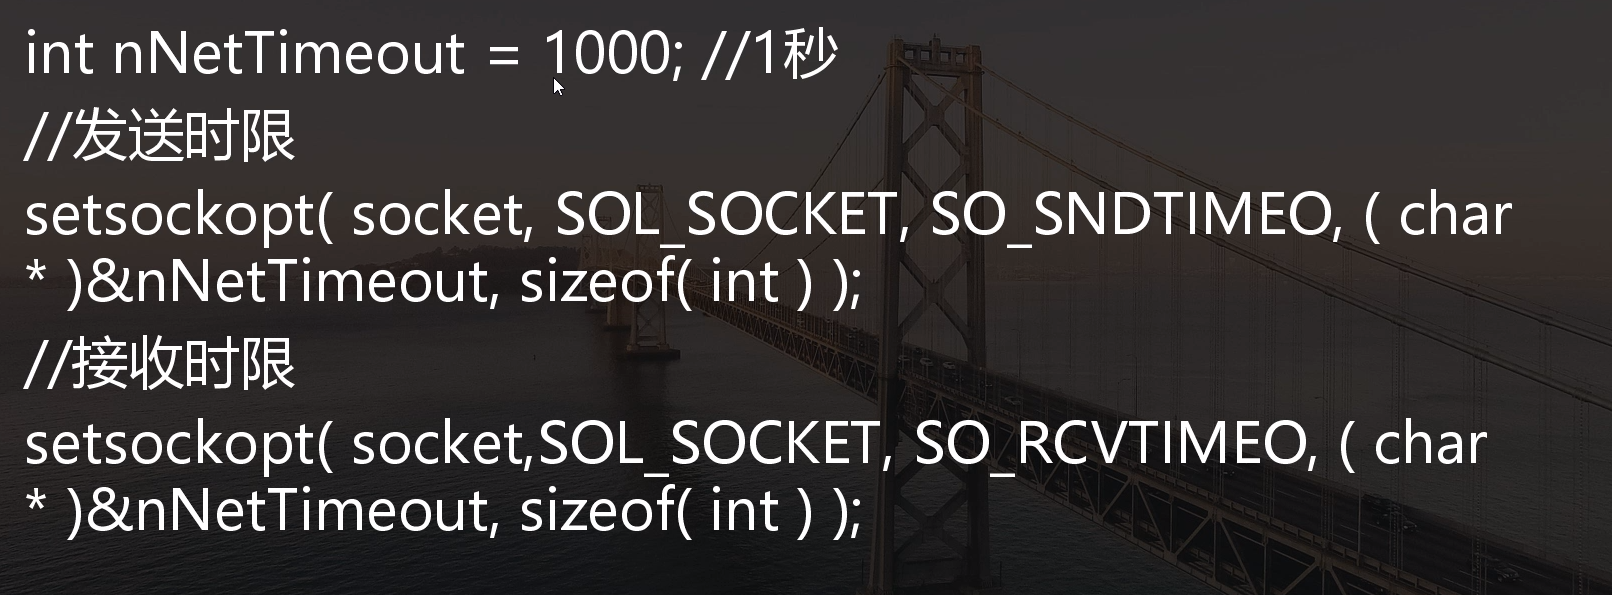 int nNetTimeout = 1000; //1秒
//发送时限
setsockopt( socket, SOL_SOCKET, SO_SNDTIMEO, ( char
* )&nNetTimeout, sizeof( int ) );
//接收时限
setsockopt( socket,SOL_SOCKET, SO_RCVTIMEO, ( char
* )&nNetTimeout, sizeof( int ) );